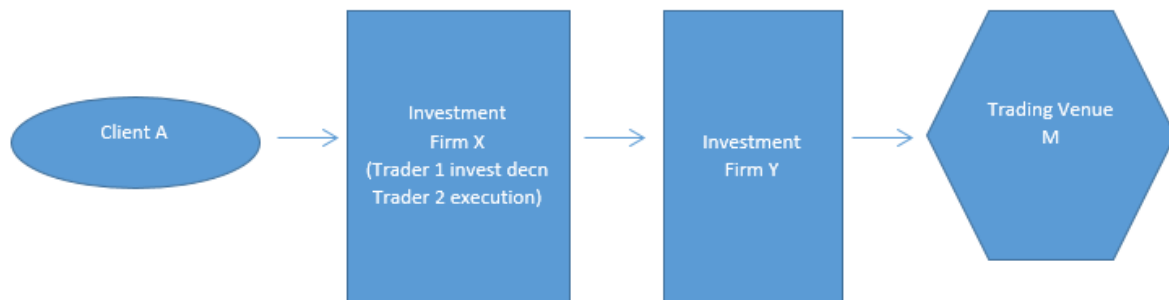 Client A
Investment
Firm X
(Trader 1 invest decn
Trader 2 execution)
Investment
Firm Y
Trading Venue
M